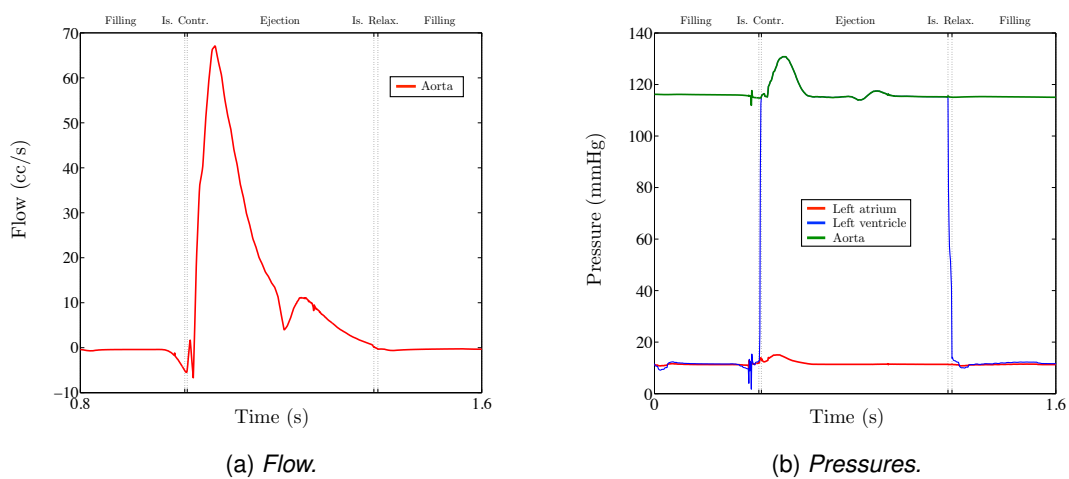 Filling Is. Contr. Ejection Is. Relax. Filling
70
60
50
40
30
20
10
0
−10
0.8
1.6
Flow (cc/s)
Time (s)
Aorta
(a) Flow.
Filling Is. Contr. Ejection Is. Relax. Filling
140
120
100
80
60
40
20
0
0
1.6
Pressure (mmHg)
Time (s)
Left atrium
Left ventricle
Aorta
(b) Pressures.